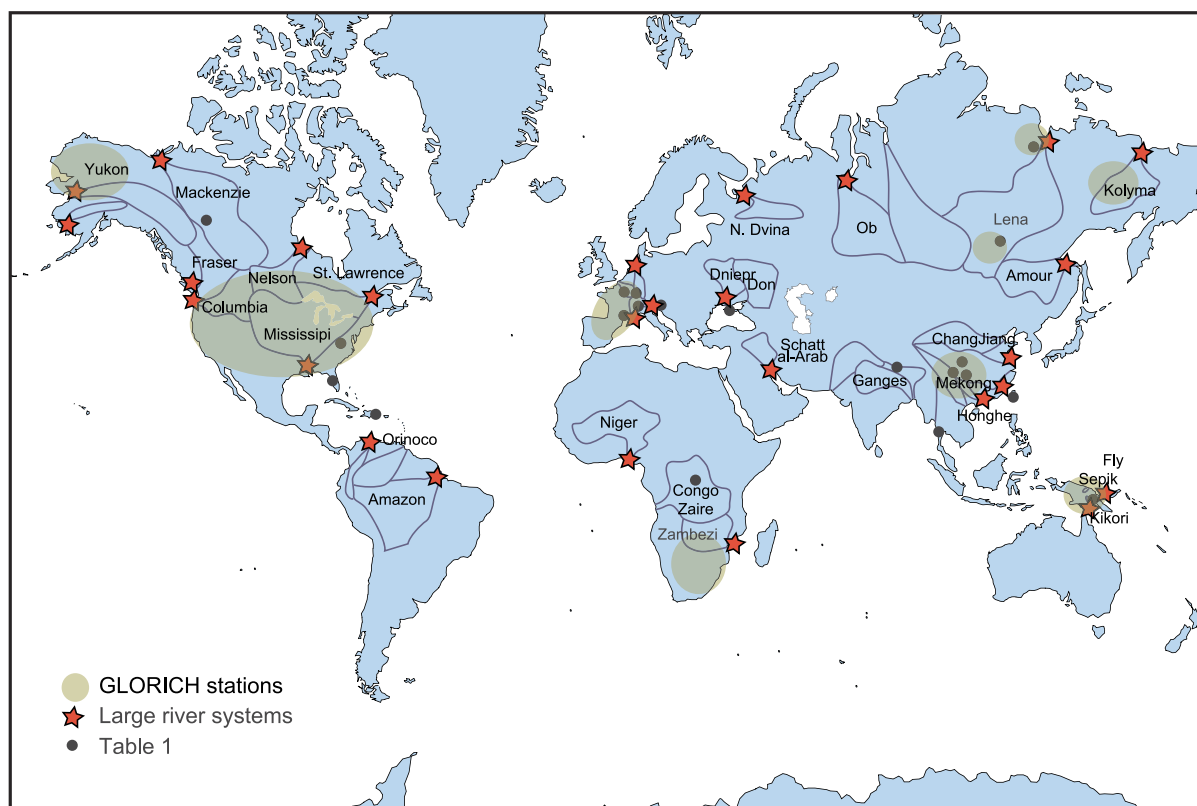 Yukon
Mackenzie
Kolyma
Lena
N. Dvina
Ob
Fraser
Nelson
St. Lawrence
Dniepr
Don
Amour
Columbia
Mississipi
Schatt
al-Arab
ChangJiang
Ganges
Mekong
Honghe
Niger
Orinoco
Amazon
Congo
Zaire
Zambezi
Fly
Sepik
Kikori
GLORICH stations
Large river systems
Table 1